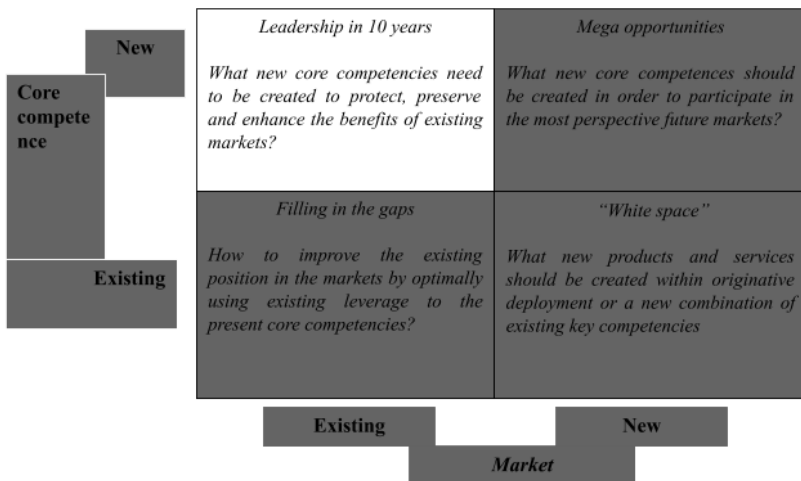 New
Core
compete
nce
Existing
Leadership in 10 years
What new core competencies need
to be created to protect, preserve
and enhance the benefits of existing
markets?
Mega opportunities
What new core competences should
be created in order to participate in
the most perspective future markets?
Filling in the gaps
How to improve the existing
position in the markets by optimally
using existing leverage to the
present core competencies?
“White space”
What new products and services
should be created within originative
deployment or a new combination of
existing key competencies
Existing
New
Market